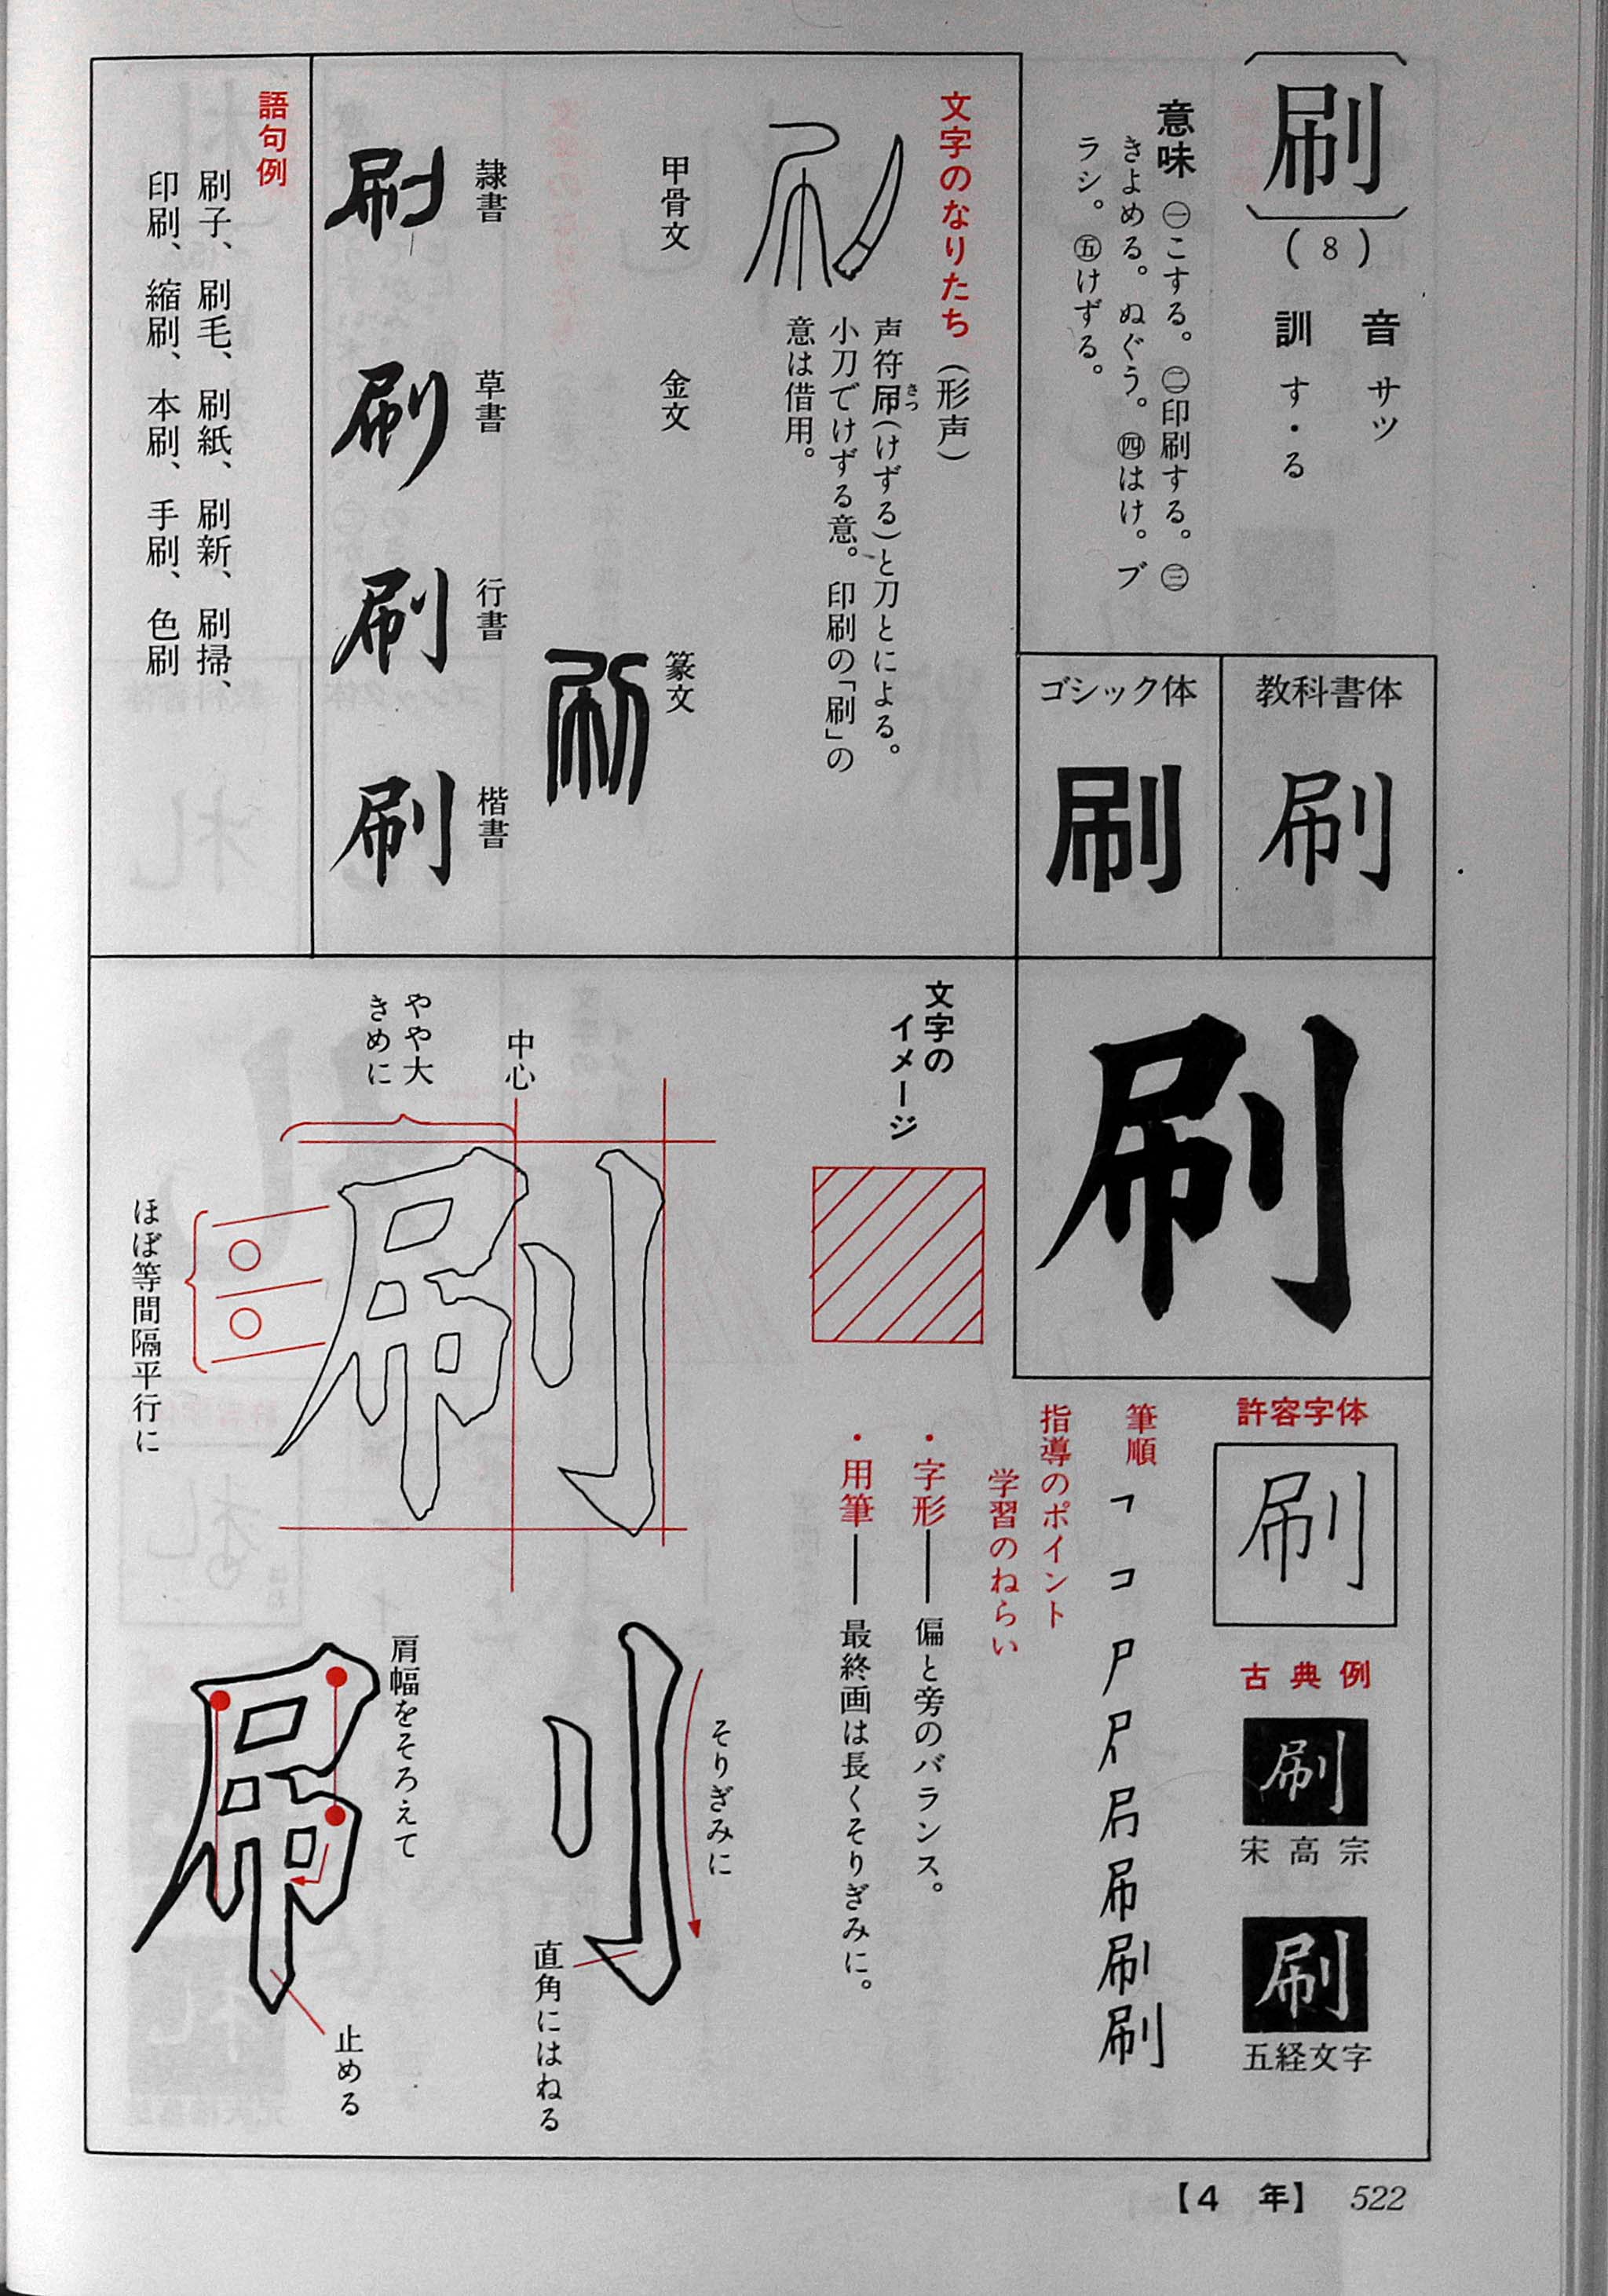 刷
(8)
音 サツ
訓 す・る
意味 ㊀こする。㊁印刷する。㊂
きよめる。ぬぐう。㊃はけ。ブ
ラシ。㊄けずる。
教科書体
刷
ゴシック体
刷
文字のなりたち(形声)
声符㕞(けずる)と刀とによる。
きっ
小刀でけずる意。印刷の「刷」の
意は借用。
甲骨文
金文
篆文
隷書
刷
草書
刷
行書
刷
楷書
刷
語句例
刷子、刷毛、刷紙、刷新、刷掃、
印刷、縮刷、本刷、手刷、色刷
刷
許容字体
刷
古典例
刷
宋高宗
刷
五経文字
筆順
刷
指導のポイント
学習のねらい
・字形――偏と旁のバランス。
・用筆――最終画は長くそりぎみに。
文字の
イメージ
中心
やや大
きめに
ほぼ等間隔平行に
そりぎみに
直角にはねる
肩幅をそろえて
止める
【4 年】 522